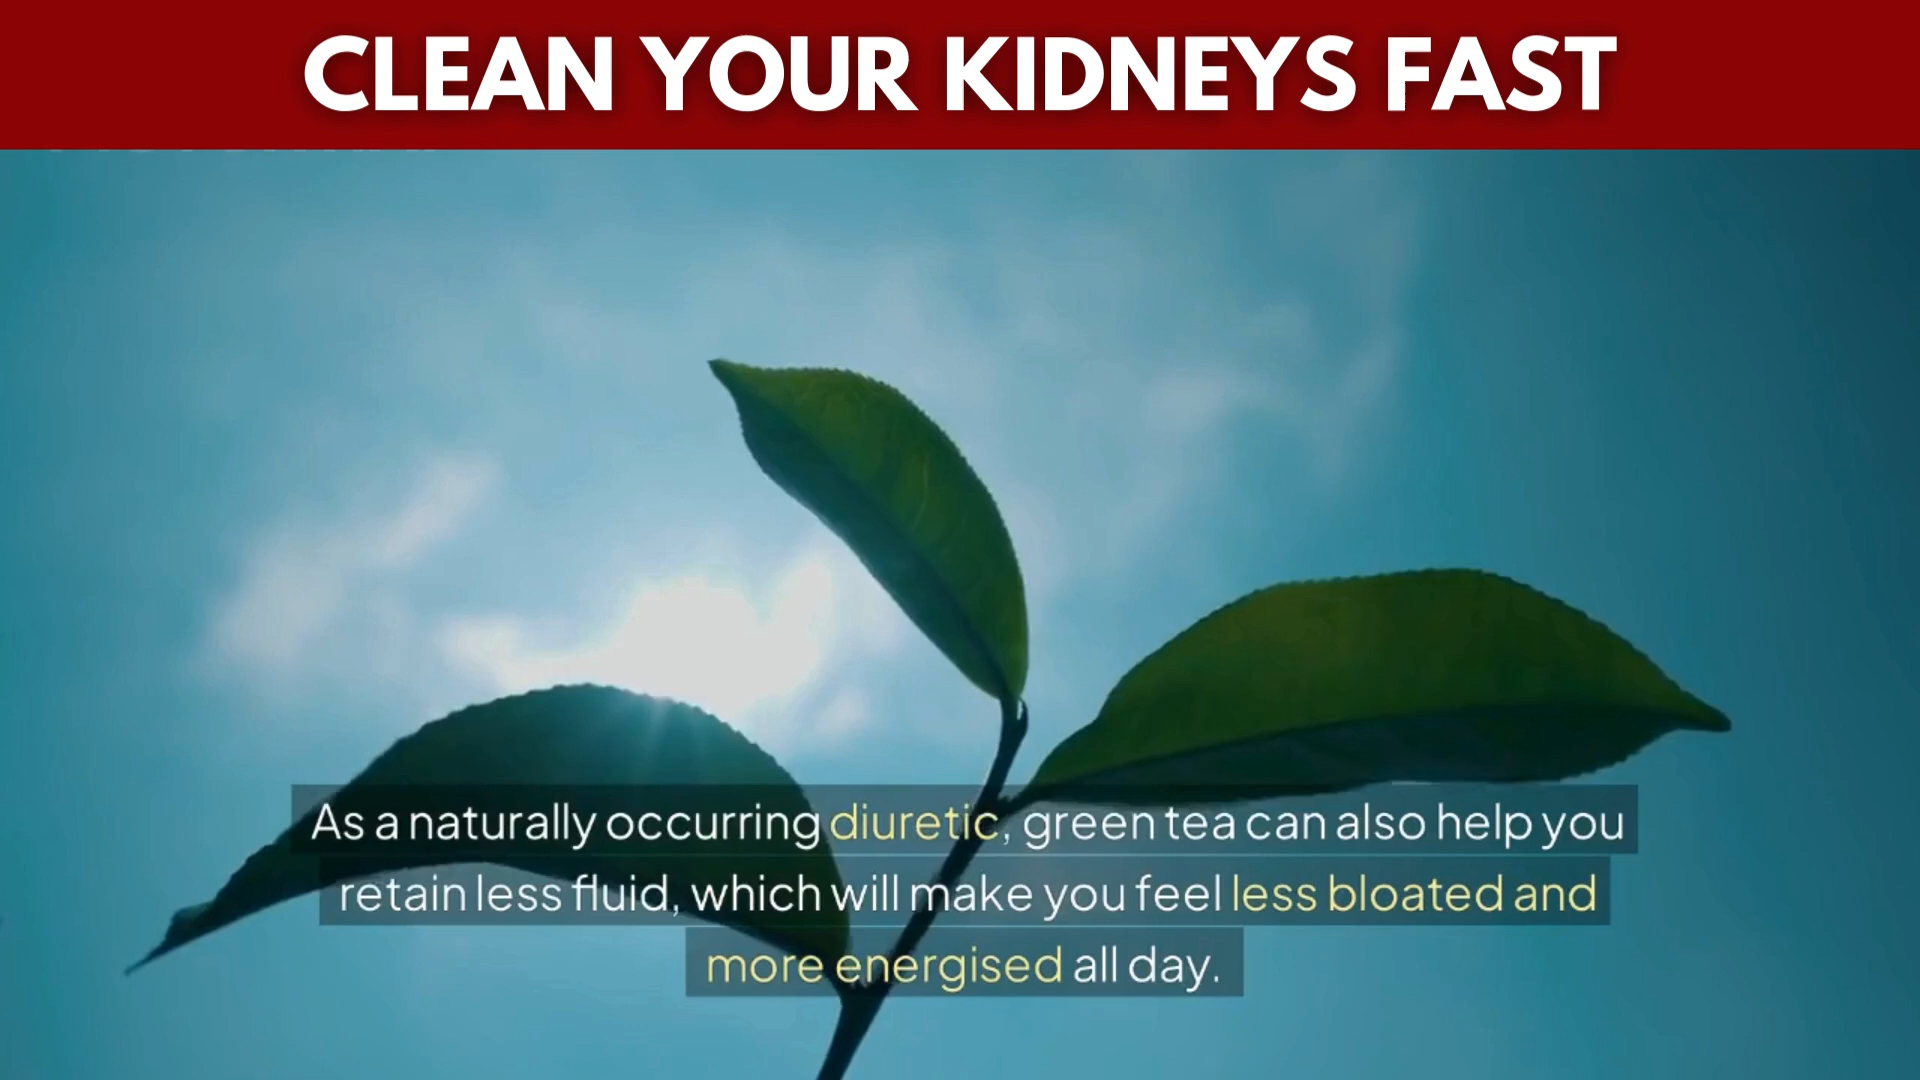 CLEAN YOUR KIDNEYS FAST
As a naturally occurring diuretic, green tea can also help you
retain less fluid, which will make you feel less bloated and
more energised all day.